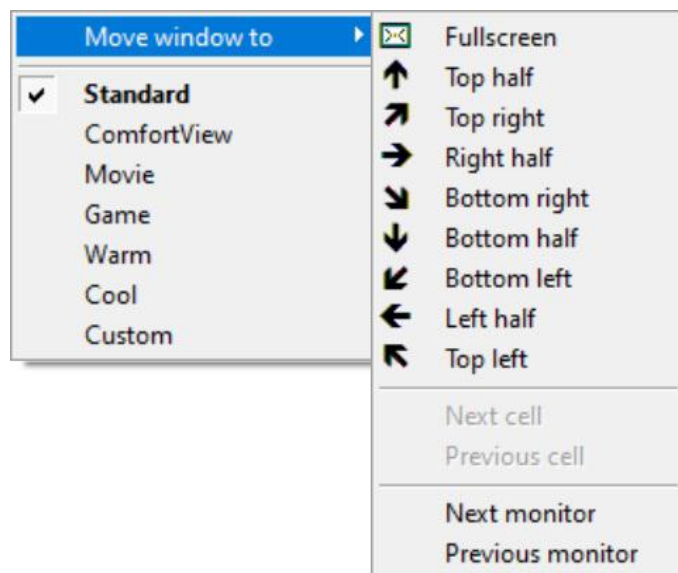 Move window to
Standard
ComfortView
Movie
Game
Warm
Cool
Custom
Fullscreen
Top half
Top right
Right half
Bottom right
Bottom half
Bottom left
Left half
Top left
Next cell
Previous cell
Next monitor
Previous monitor